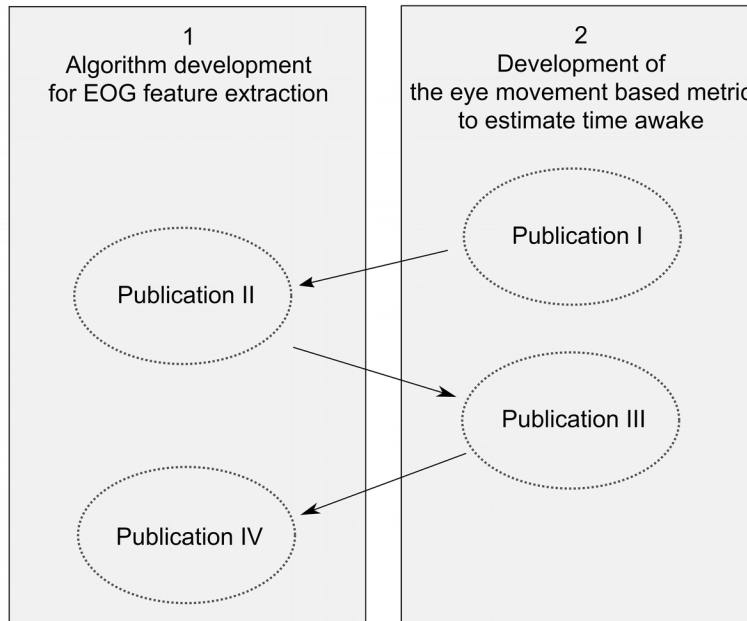 1
Algorithm development
for EOG feature extraction
Publication II
Publication IV
2
Development of
the eye movement based metric
to estimate time awake
Publication I
Publication III